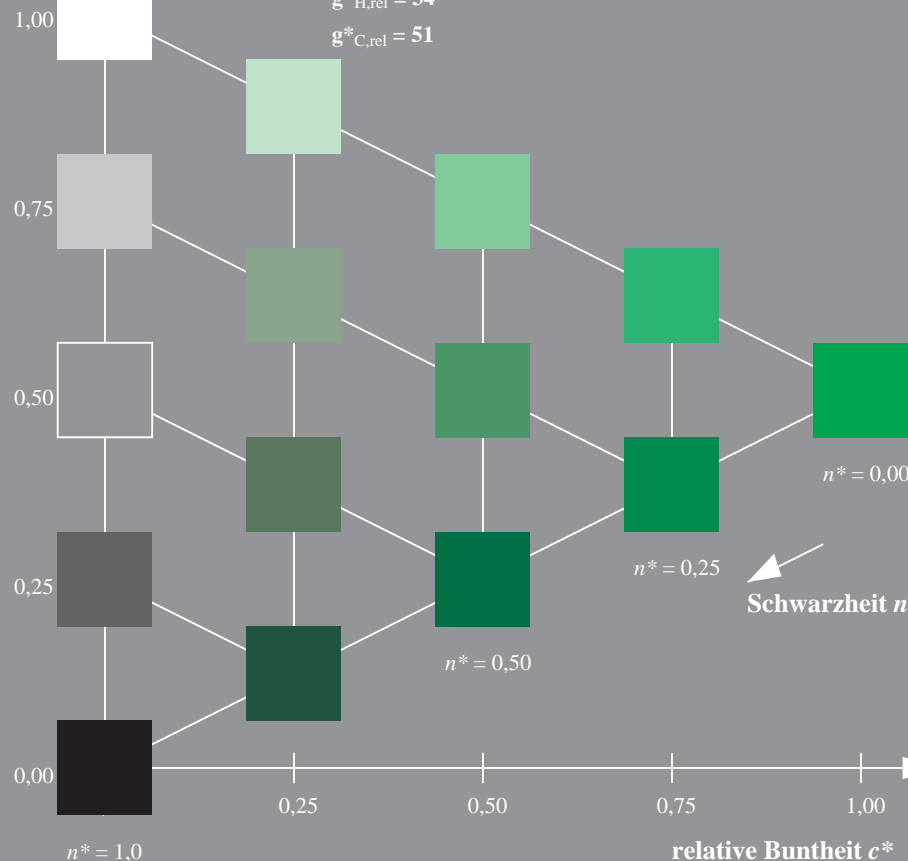 g*H,rel = 54
1,00
g*C,rel = 51
0,75
0,50
n* = 0,00
n* = 0,25
0,25
Schwarzheit n
n* = 0,50
0,00
0,25 0,50 0,75 1,00
n* = 1,0
relative Buntheit c*